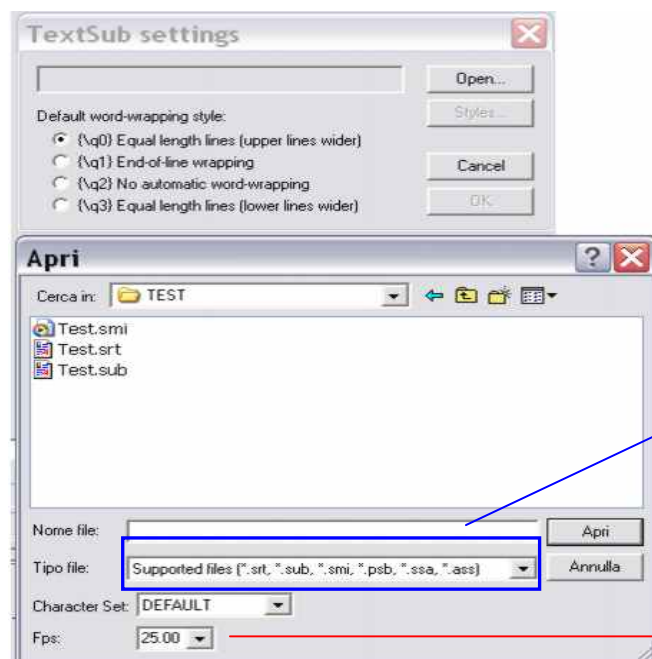 TextSub settings
Open...
Default word-wrapping style:
Styles...
{\q0} Equal length lines (upper lines wider)
{\q1} End-of-line wrapping
Cancel
{\q2} No automatic word-wrapping
{\q3} Equal length lines (lower lines wider)
OK
Apri
Cerca in: TEST
Test.smi
Test.srt
Test.sub
Nome file:
Apri
Tipo file: Supported files (*.srt, *.sub, *.smi, *.psb, *.ssa, *.ass)
Annulla
Character Set: DEFAULT
Fps: 25.00